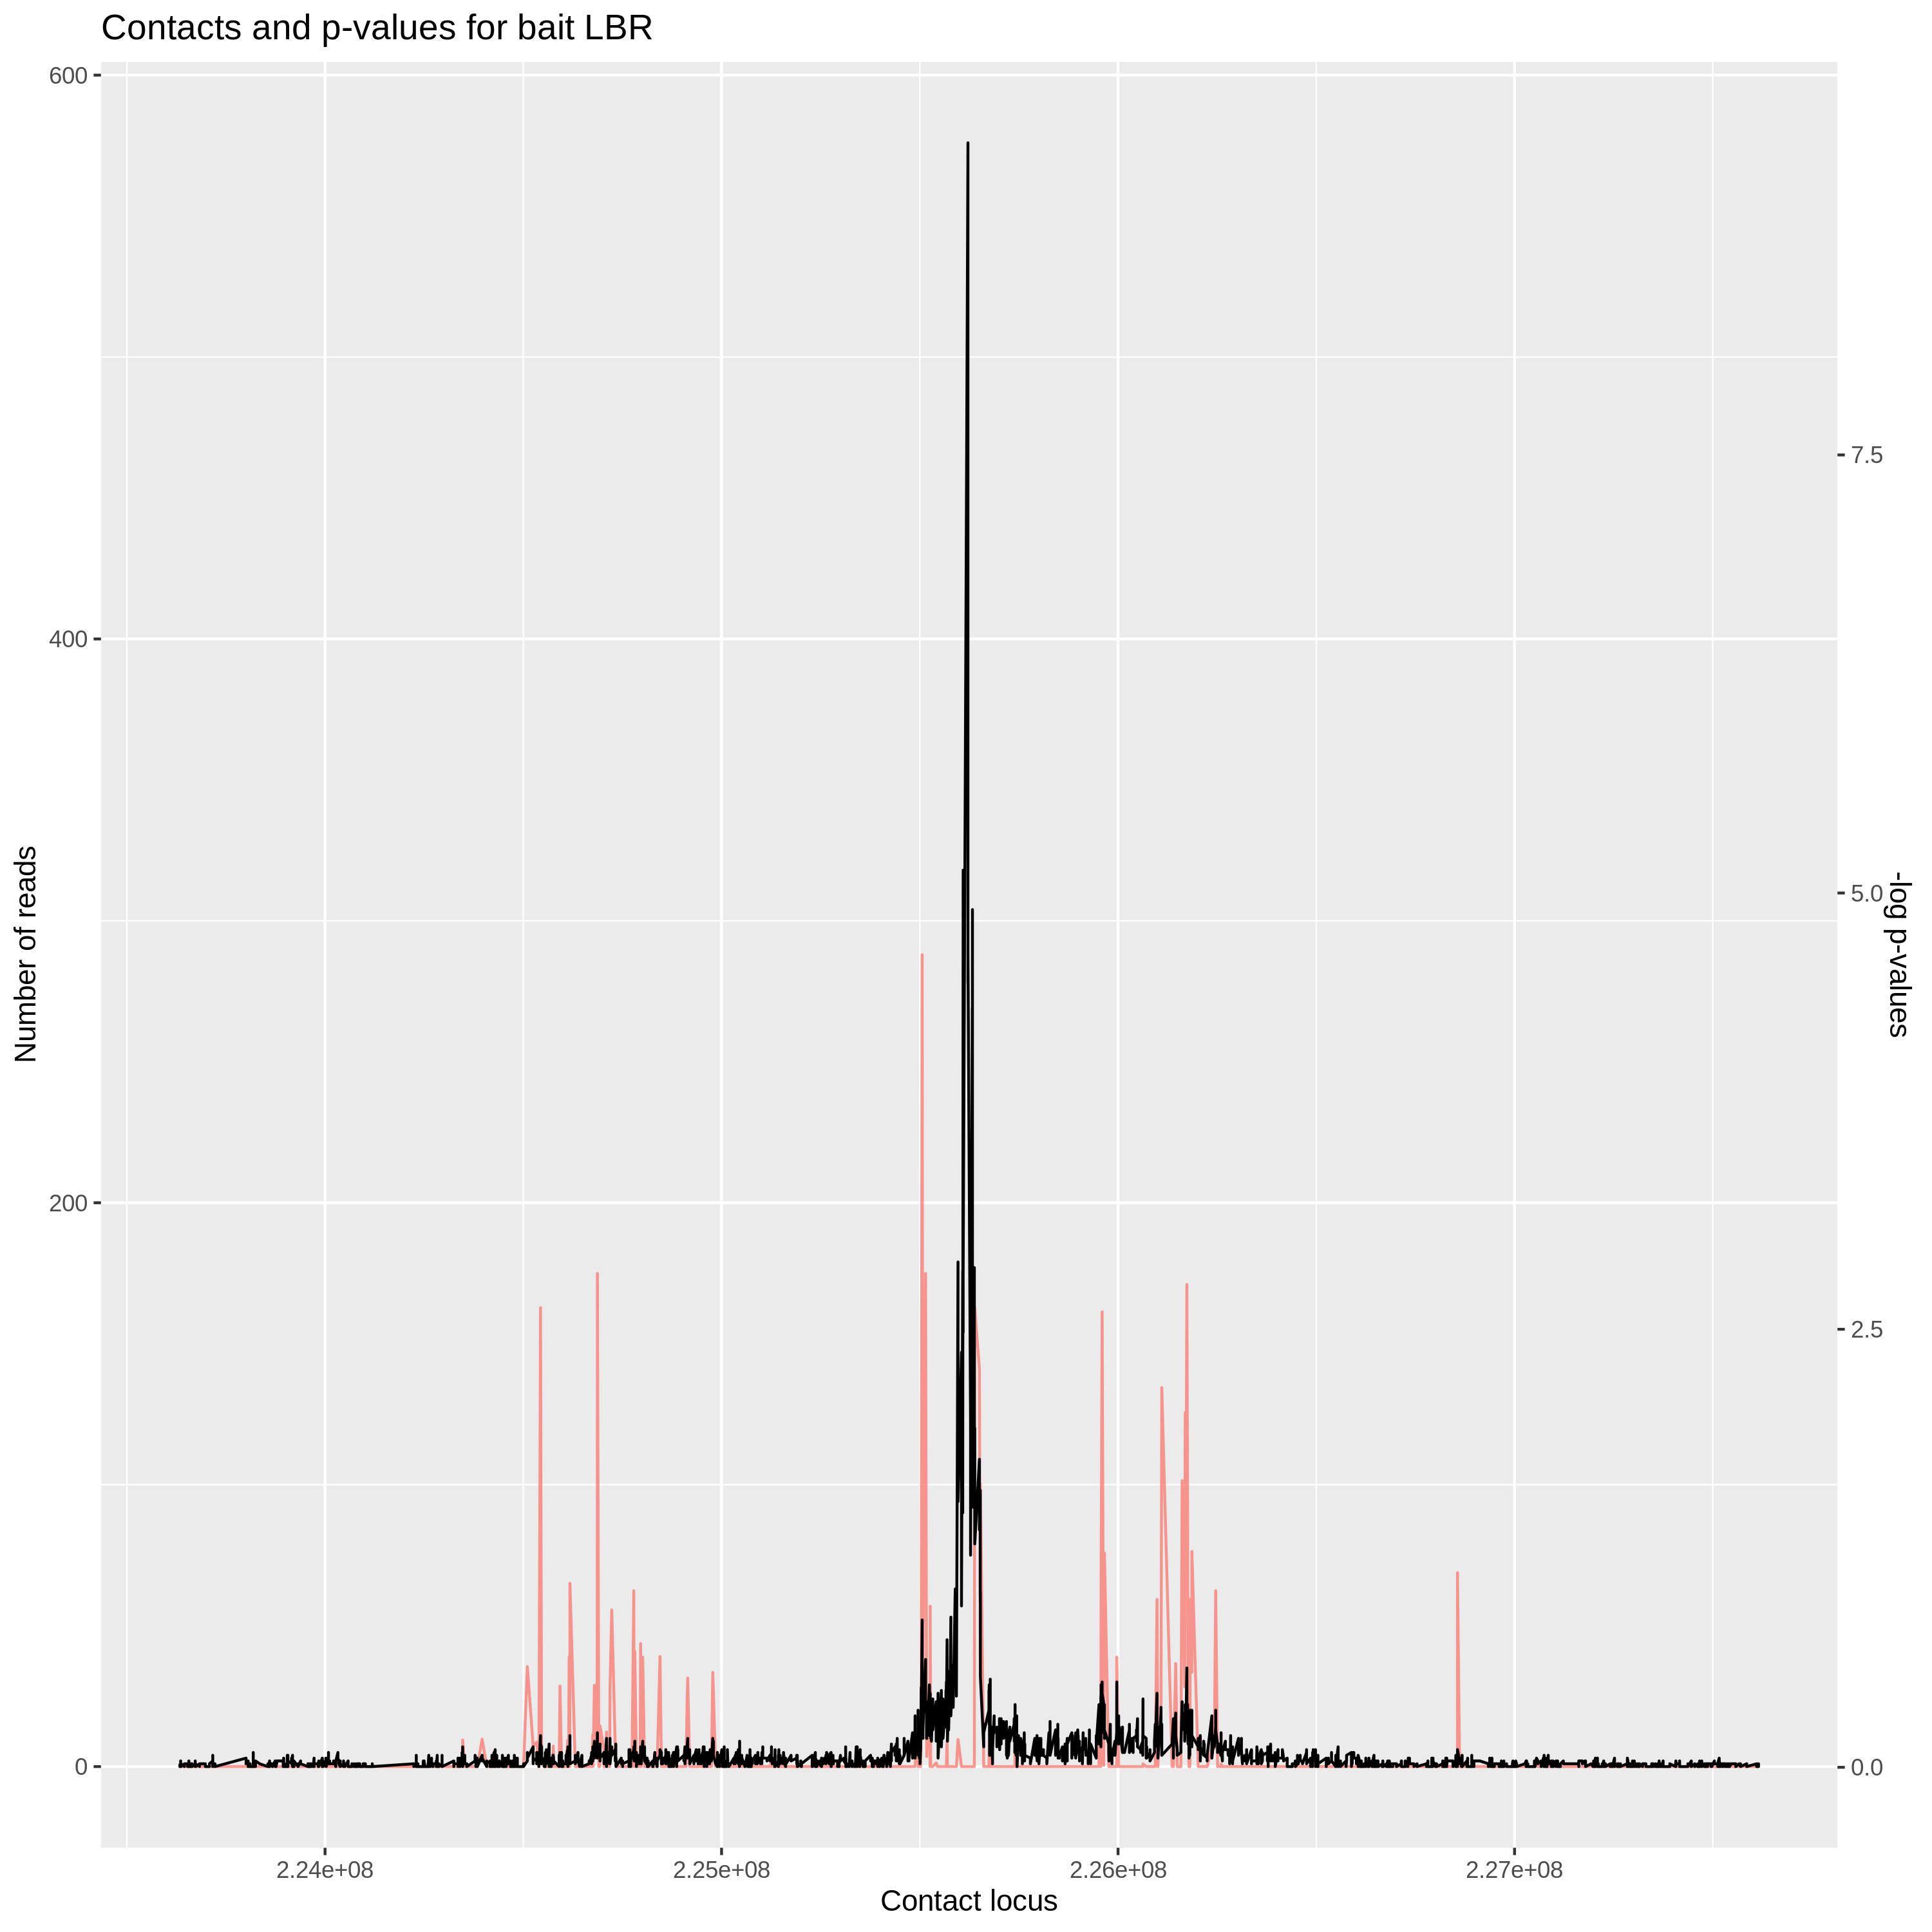 Contacts and p-values for bait LBR
600
400
200
0
Number of reads
7.5
5.0
2.5
0.0
-log p-values
2.24e+08
2.25e+08
2.26e+08
2.27e+08
Contact locus